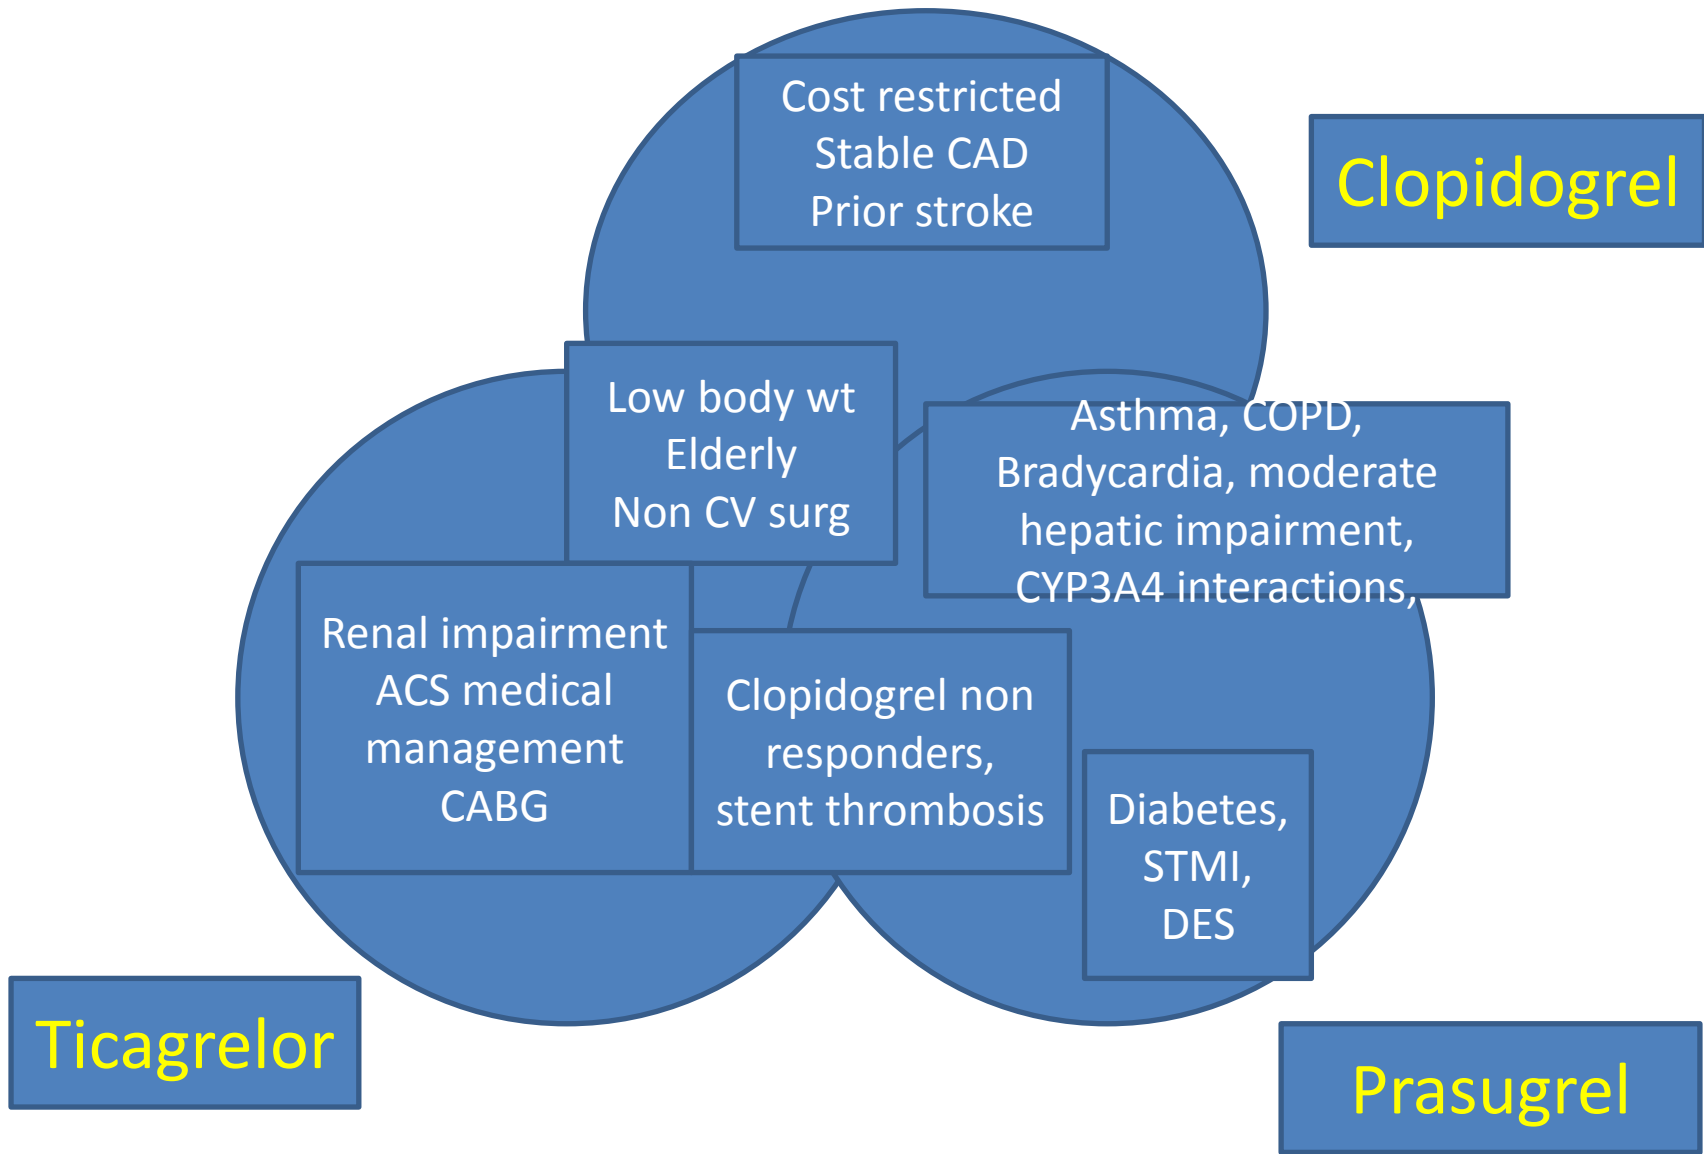 Cost restricted
Stable CAD
Prior stroke
Clopidogrel
Low body wt
Elderly
Non CV surg
Asthma, COPD,
Bradycardia, moderate
hepatic impairment,
CYP3A4 interactions,
Renal impairment
ACS medical
management
CABG
Clopidogrel non
responders,
stent thrombosis
Diabetes,
STMI,
DES
Ticagrelor
Prasugrel